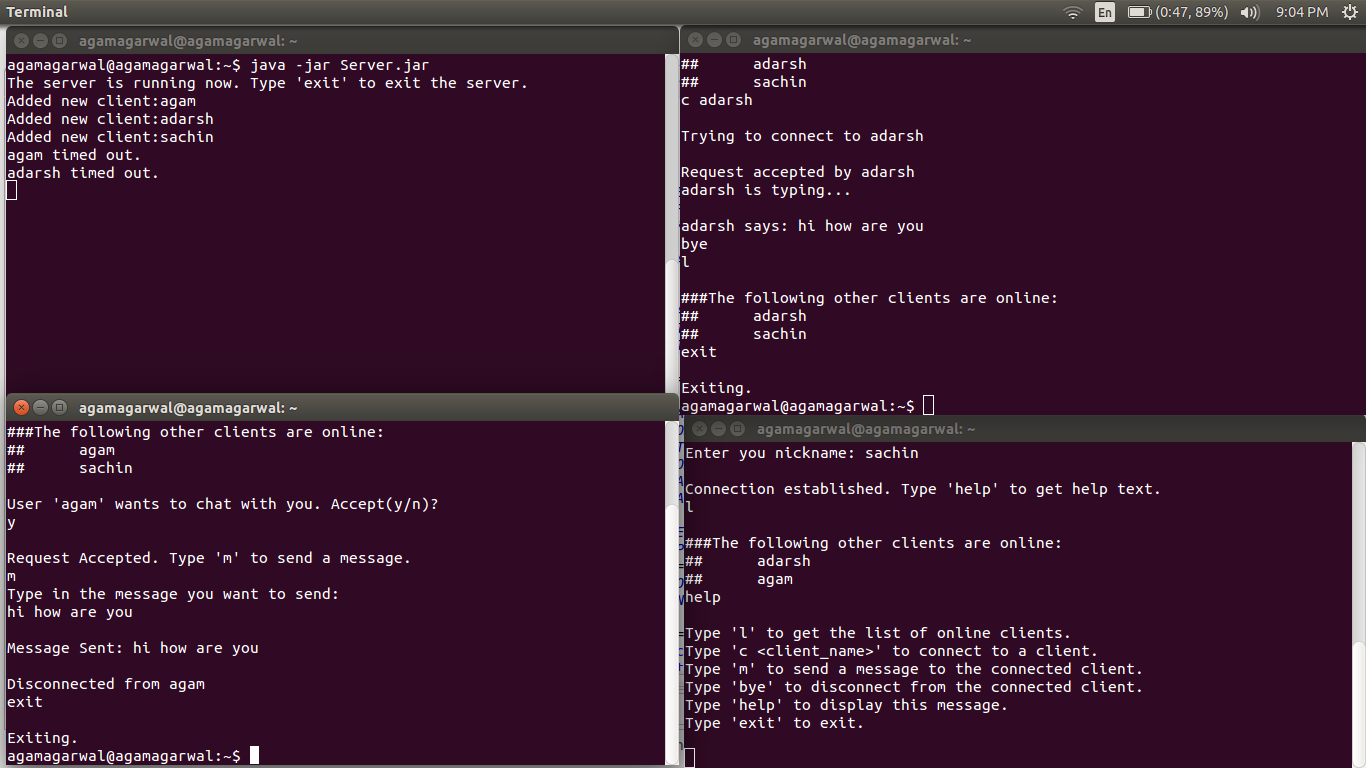 Terminal
En
(0:47, 89%)
9:04 PM
agamagarwal@agamagarwal: ~
agamagarwal@agamagarwal:~$ java -jar Server.jar
The server is running now. Type 'exit' to exit the server.
Added new client:agam
Added new client:adarsh
Added new client:sachin
agam timed out.
adarsh timed out.
agamagarwal@agamagarwal: ~
## adarsh
## sachin
c adarsh
Trying to connect to adarsh
Request accepted by adarsh
adarsh is typing...
adarsh says: hi how are you
bye
l
###The following other clients are online:
## adarsh
## sachin
exit
Exiting.
agamagarwal@agamagarwal:~$
agamagarwal@agamagarwal: ~
###The following other clients are online:
## agam
## sachin
User 'agam' wants to chat with you. Accept(y/n)?
y
Request Accepted. Type 'm' to send a message.
m
Type in the message you want to send:
hi how are you
Message Sent: hi how are you
Disconnected from agam
exit
Exiting.
agamagarwal@agamagarwal:~$
agamagarwal@agamagarwal: ~
Enter you nickname: sachin
Connection established. Type 'help' to get help text.
l
###The following other clients are online:
## adarsh
## agam
help
Type 'l' to get the list of online clients.
Type 'c <client_name>' to connect to a client.
Type 'm' to send a message to the connected client.
Type 'bye' to disconnect from the connected client.
Type 'help' to display this message.
Type 'exit' to exit.